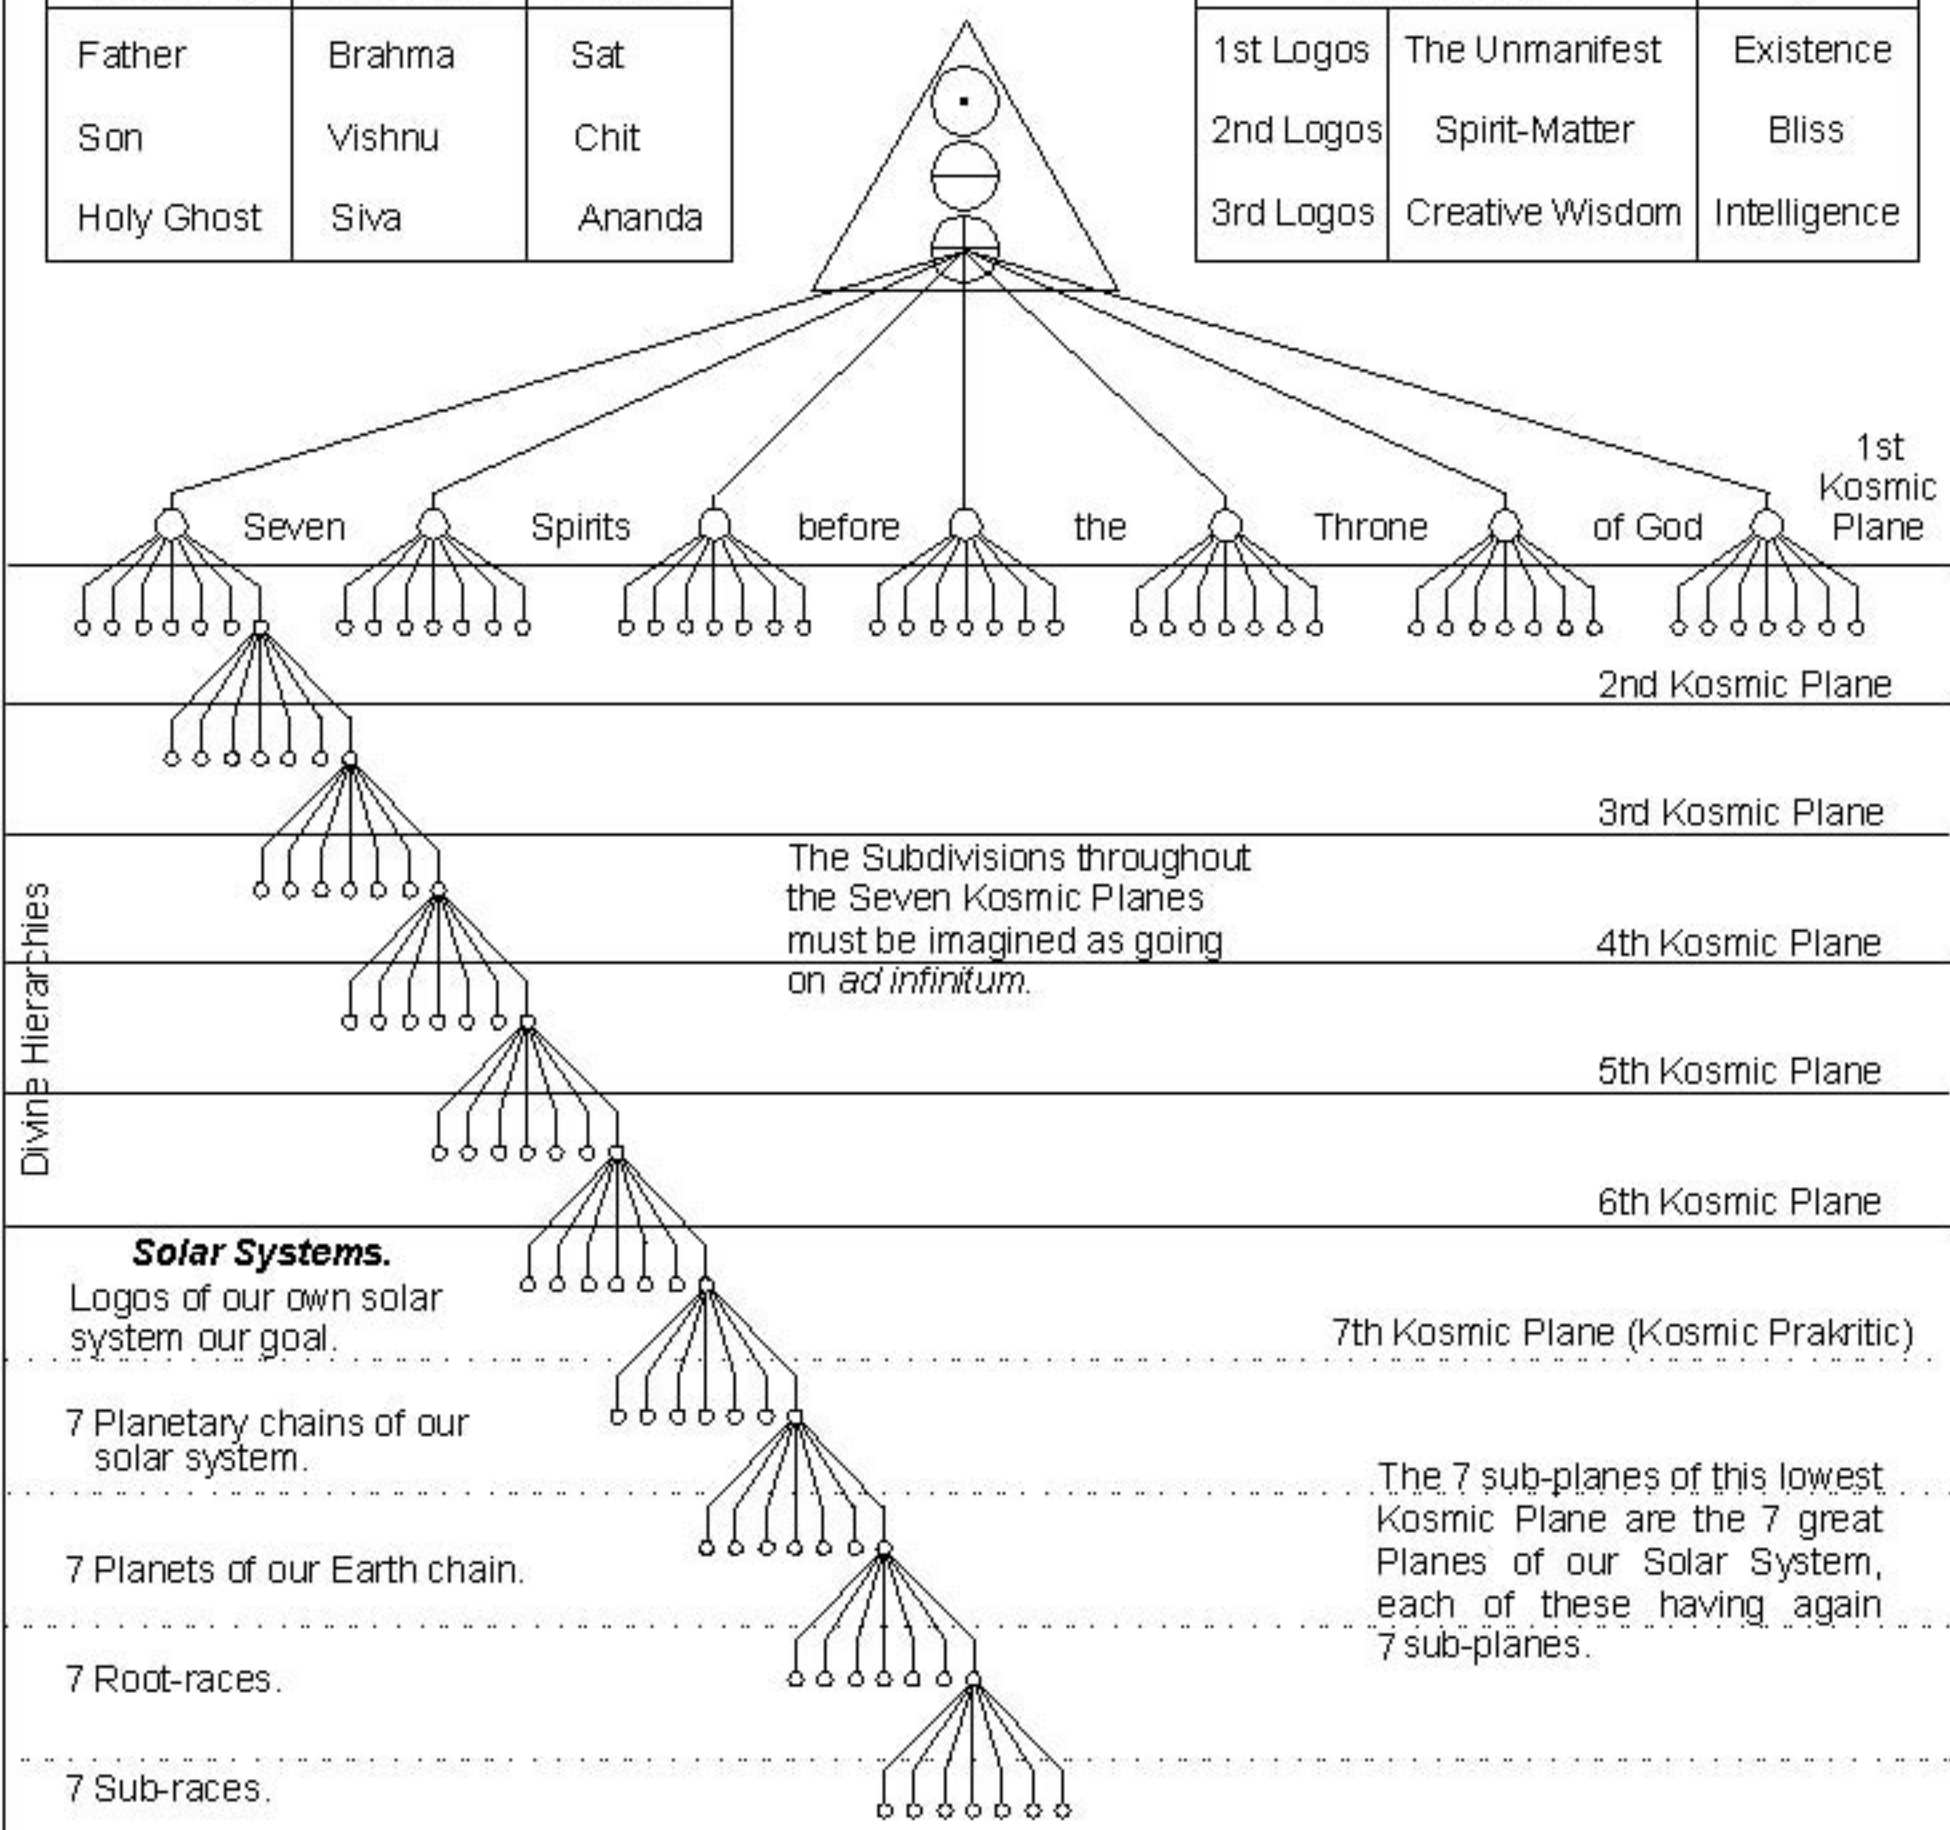 Father Brahma Sat
Son Vishnu Chit
Holy Ghost Siva Ananda
1st Logos The Unmanifest Existence
2nd Logos Spirit-Matter Bliss
3rd Logos Creative Wisdom Intelligence
1st
Kosmic
Plane
Seven Spirits before the Throne of God
2nd Kosmic Plane
3rd Kosmic Plane
The Subdivisions throughout
the Seven Kosmic Planes
must be imagined as going
on ad infinitum.
4th Kosmic Plane
5th Kosmic Plane
6th Kosmic Plane
Divine Hierarchies
Solar Systems.
Logos of our own solar
system our goal.
7th Kosmic Plane (Kosmic Prakritic)
7 Planetary chains of our
solar system.
The 7 sub-planes of this lowest
Kosmic Plane are the 7 great
Planes of our Solar System,
each of these having again
7 sub-planes.
7 Planets of our Earth chain.
7 Root-races.
7 Sub-races.